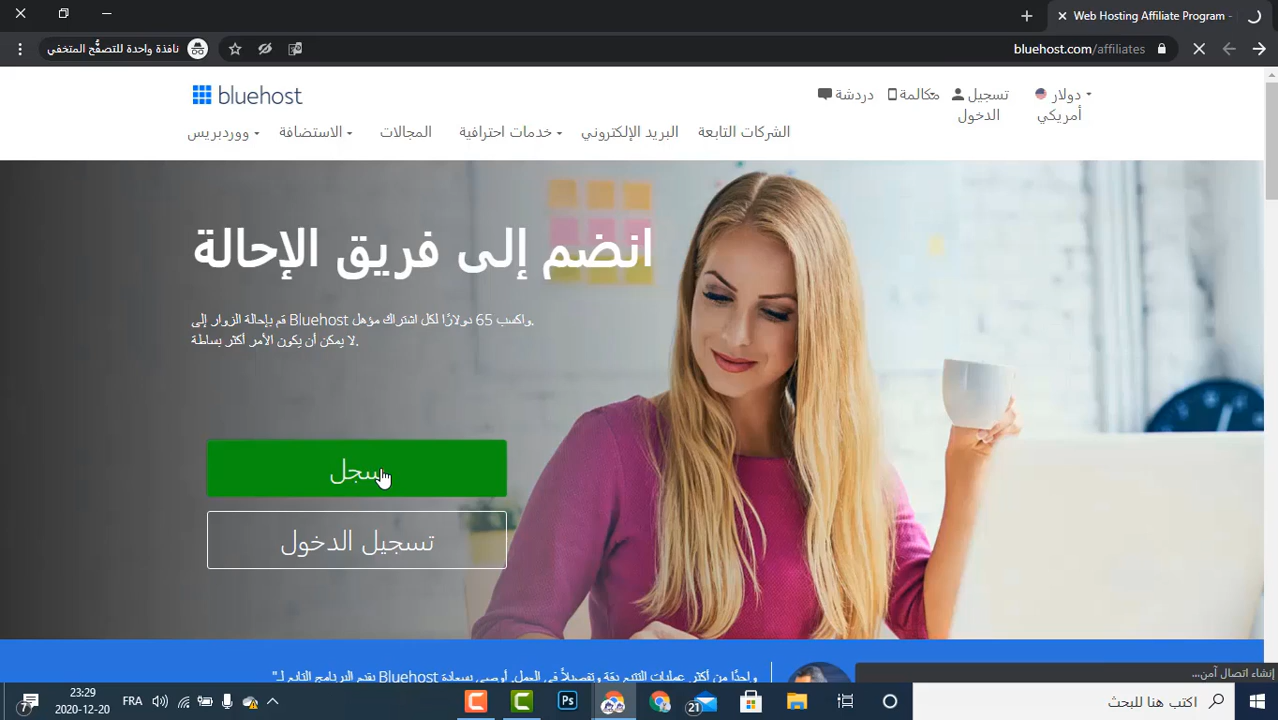 Web Hosting Affiliate Program -
نافذة واحدة للتصفُّح المتخفي
bluehost.com/affiliates
bluehost
دردشة
مكالمة
تسجيل الدخول
دولار أمريكي
ووردبريس
الاستضافة
المجالات
خدمات احترافية
البريد الإلكتروني
الشركات التابعة
انضم إلى فريق الإحالة
قم بإحالة الزوار إلى Bluehost واكسب 65 دولارًا لكل اشتراك مؤهل.
لا يمكن أن يكون الأمر أكثر بساطة.
سجل
تسجيل الدخول
إنشاء اتصال آمن...
23:29
2020-12-20
FRA
7
Ps
21
اكتب هنا للبحث